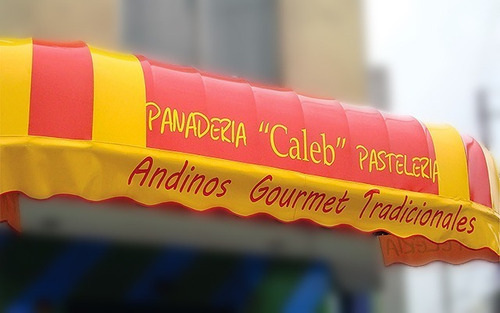 PANADERIA "Caleb" PASTELERIA
Andinos Gourmet Tradicionales